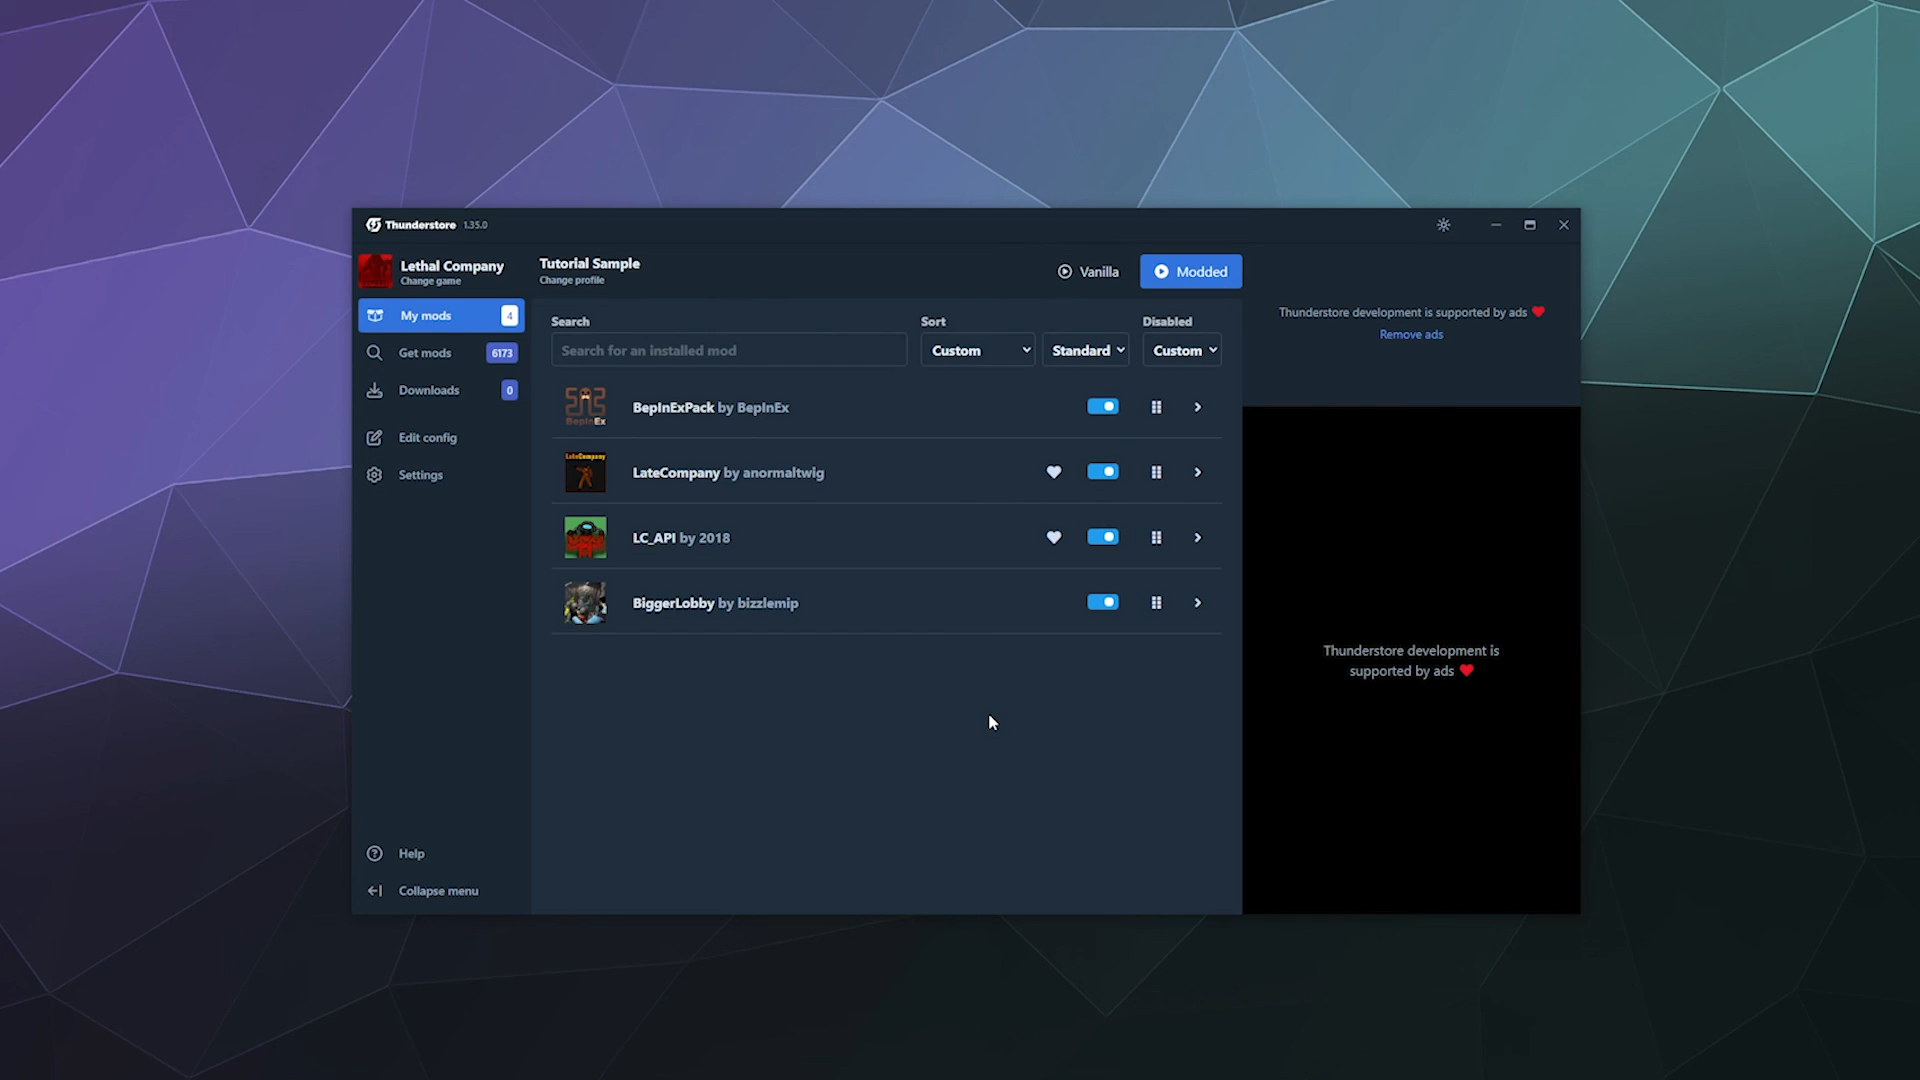 Thunderstore 1.35.0
Lethal Company
Change game
Tutorial Sample
Change profile
Vanilla
Modded
My mods 4
Get mods 6173
Downloads 0
Edit config
Settings
Help
Collapse menu
Search
Search for an installed mod
Sort
Custom
Standard
Disabled
Custom
BepInEx
BepInExPack by BepInEx
LateCompany
LateCompany by anormaltwig
LC_API by 2018
BiggerLobby by bizzlemip
Thunderstore development is supported by ads
Remove ads
Thunderstore development is
supported by ads